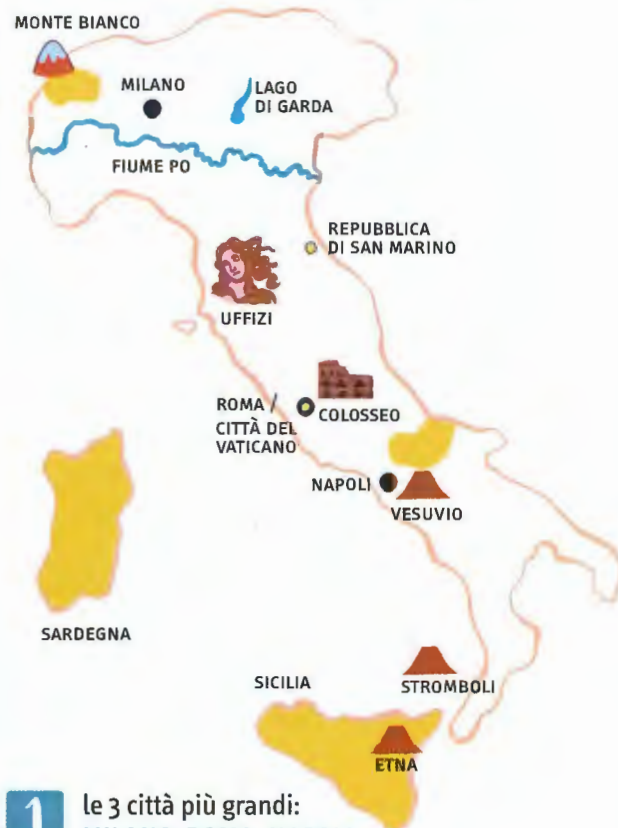 MONTE BIANCO
MILANO
LAGO
DI GARDA
FIUME PO
REPUBBLICA
DI SAN MARINO
UFFIZI
ROMA /
CITTÀ DEL
VATICANO
COLOSSEO
NAPOLI
VESUVIO
SARDEGNA
STROMBOLI
SICILIA
ETNA
1
le 3 città più grandi: